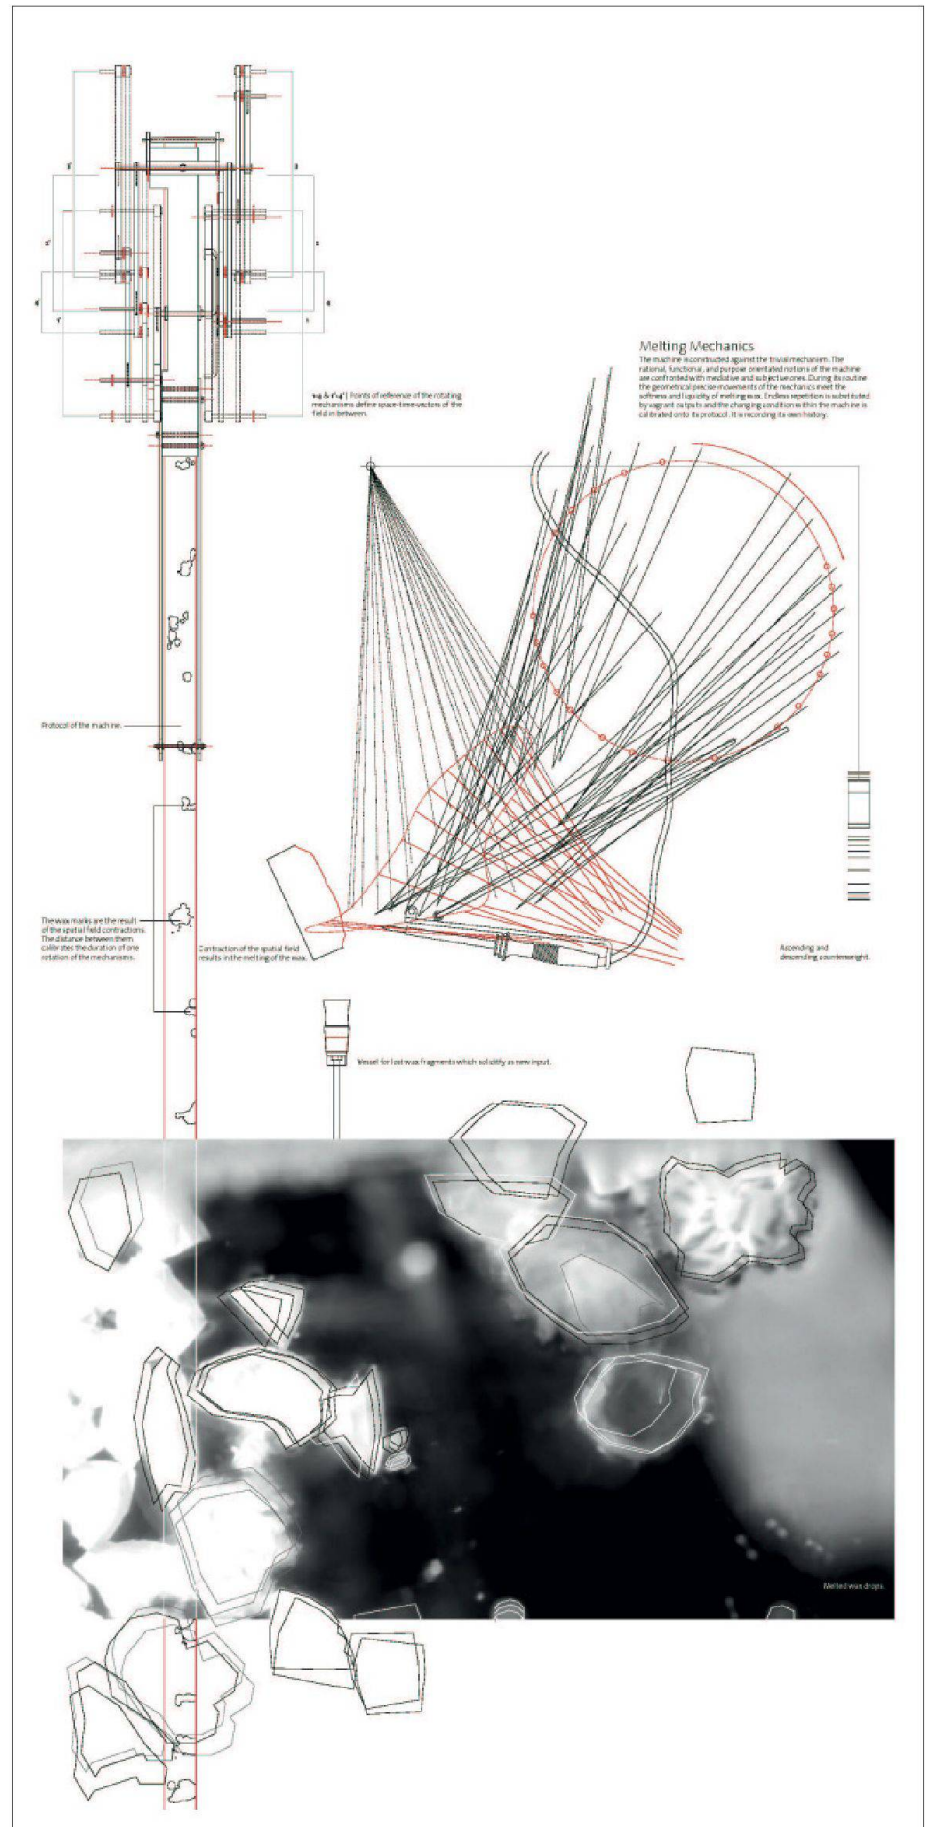 Melting Mechanics
The machine is constructed against the trivial mechanism. The
rational, functional, and purpose orientated notions of the machine
are confronted with mediative and subjective ones. During its routine
the geometrical precise movements of the mechanics meet the
softness and liquidity of melting wax. Endless repetition is substituted
by vagrant outputs and the changing condition within the machine is
calibrated onto its protocol. It is recording its own history.
1-4 & 1'-4' | Points of reference of the rotating
mechanisms define space-time-vectors of the
field in between.
Protocol of the machine.
The wax marks are the result
of the spatial field contractions.
The distance between them
calibrates the duration of one
rotation of the mechanisms.
Contraction of the spatial field
results in the melting of the wax.
Ascending and
descending counterweight.
Vessel for lost wax fragments which solidify as new input.
Melted wax drops.